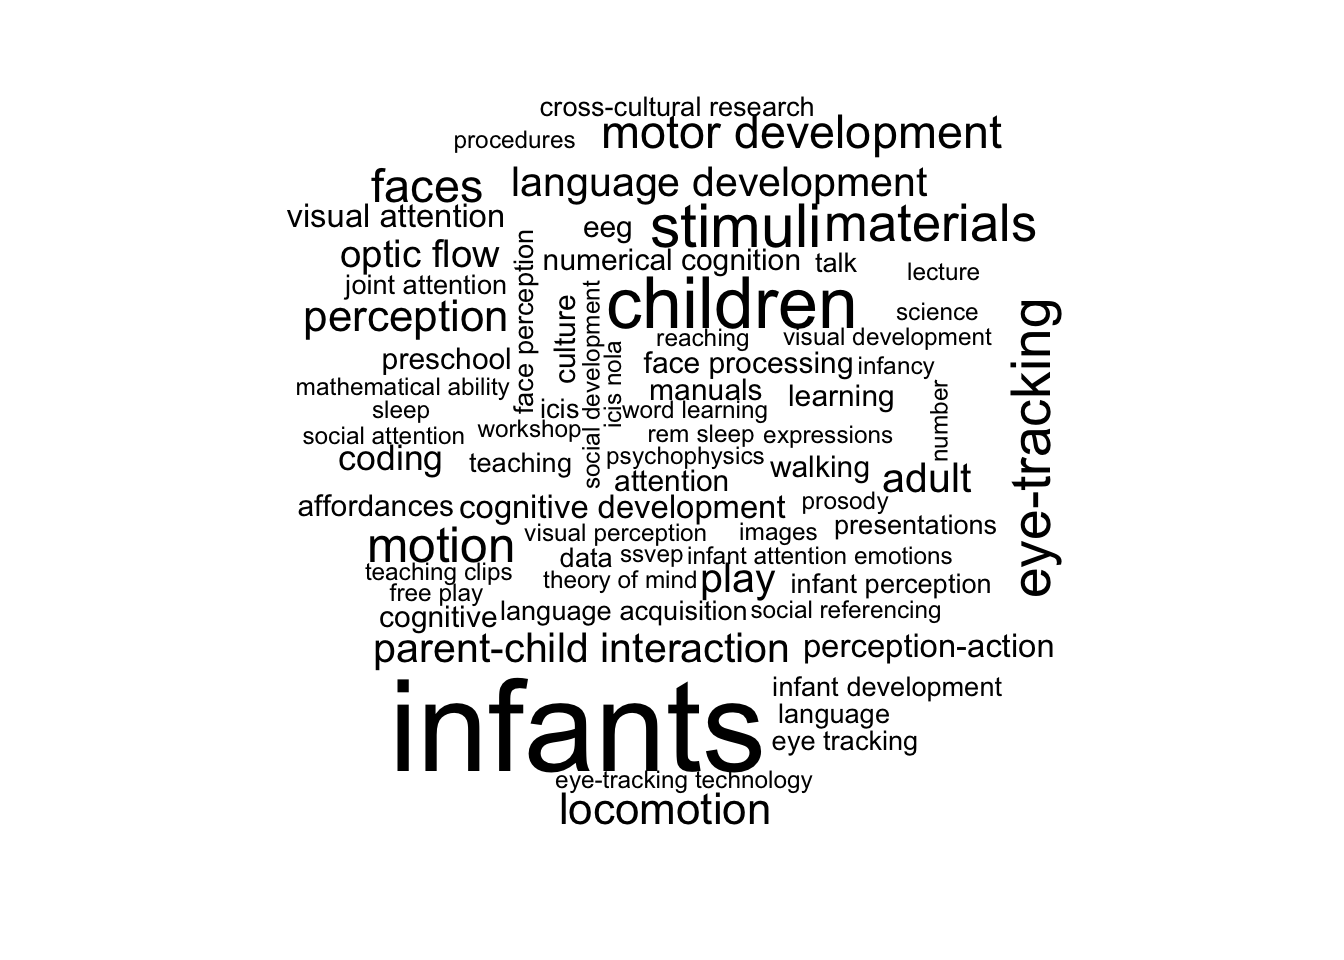 cross-cultural research
procedures
motor development
faces
language development
visual attention
eeg
stimuli
materials
optic flow
numerical cognition
talk
lecture
joint attention
face perception
culture
social development
children
science
perception
eye-tracking
reaching
visual development
preschool
icis nola
face processing
infancy
mathematical ability
manuals
learning
number
sleep
icis
word learning
social attention
workshop
rem sleep
expressions
coding
teaching
psychophysics
walking
attention
adult
affordances
cognitive development
prosody
motion
visual perception
images
presentations
data
ssvep
infant attention
emotions
teaching clips
theory of mind
play
infant perception
free play
cognitive
language acquisition
social referencing
parent-child interaction
perception-action
infants
infant development
language
eye tracking
eye-tracking technology
locomotion